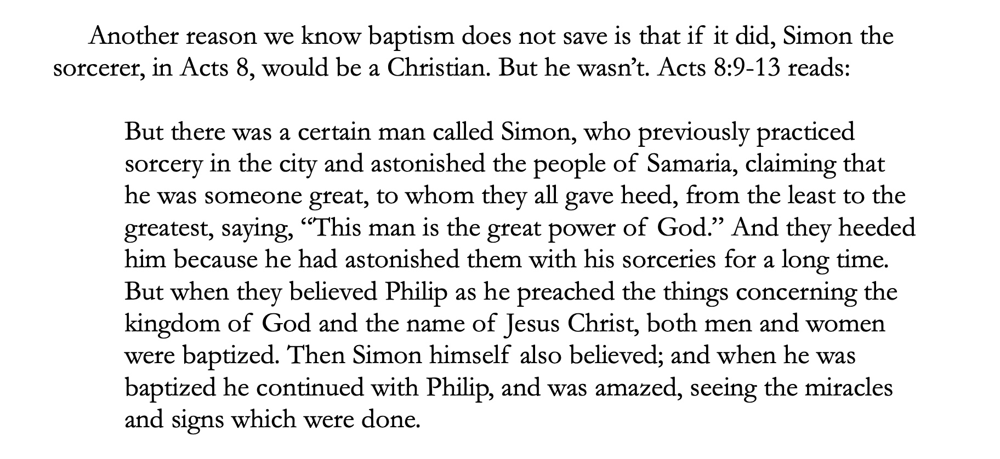 Another reason we know baptism does not save is that if it did, Simon the
sorcerer, in Acts 8, would be a Christian. But he wasn’t. Acts 8:9-13 reads:
But there was a certain man called Simon, who previously practiced
sorcery in the city and astonished the people of Samaria, claiming that
he was someone great, to whom they all gave heed, from the least to the
greatest, saying, “This man is the great power of God.” And they heeded
him because he had astonished them with his sorceries for a long time.
But when they believed Philip as he preached the things concerning the
kingdom of God and the name of Jesus Christ, both men and women
were baptized. Then Simon himself also believed; and when he was
baptized he continued with Philip, and was amazed, seeing the miracles
and signs which were done.